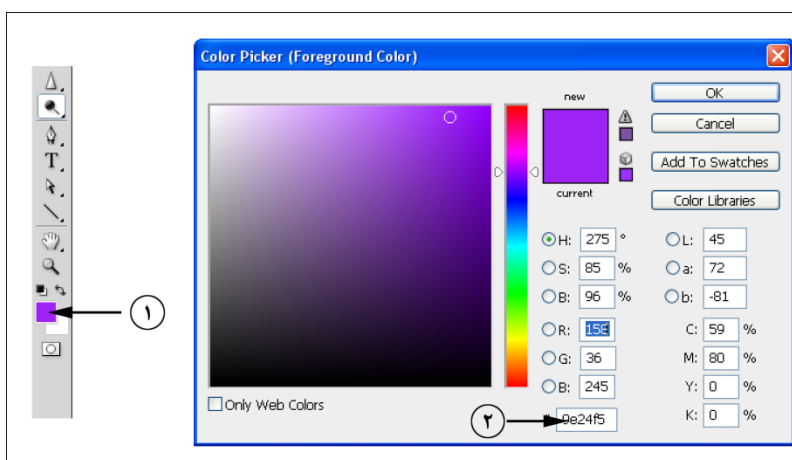 Color Picker (Foreground Color)
T
١
new
current
OK
Cancel
Add To Swatches
Color Libraries
H: 275 °
S: 85 %
B: 96 %
R: 158
G: 36
B: 245
L: 45
a: 72
b: -81
C: 59 %
M: 80 %
Y: 0 %
K: 0 %
Only Web Colors
٢
9e24f5